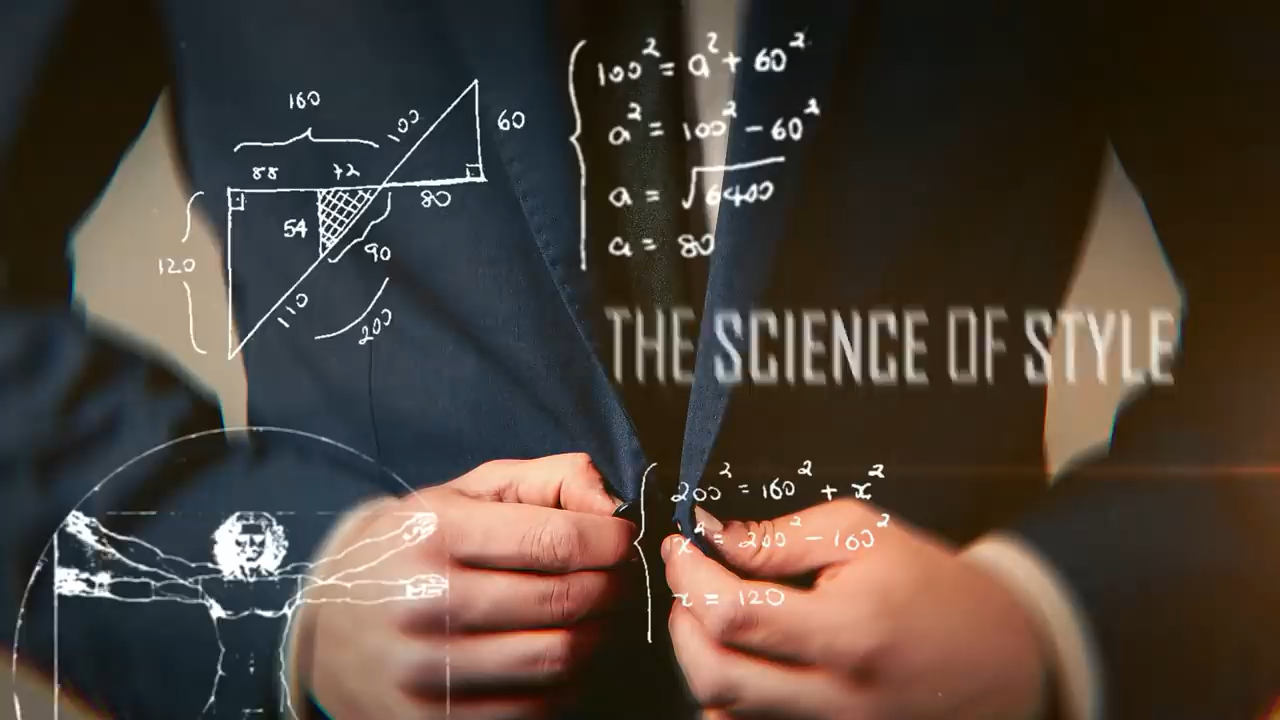 160
88 72
100
60
80
54
90
120
110
200
100² = a² + 60²
a² = 100² - 60²
a = √6400
a = 80
THE SCIENCE OF STYLE
200² = 160² + x²
x² = 200² - 160²
x = 120